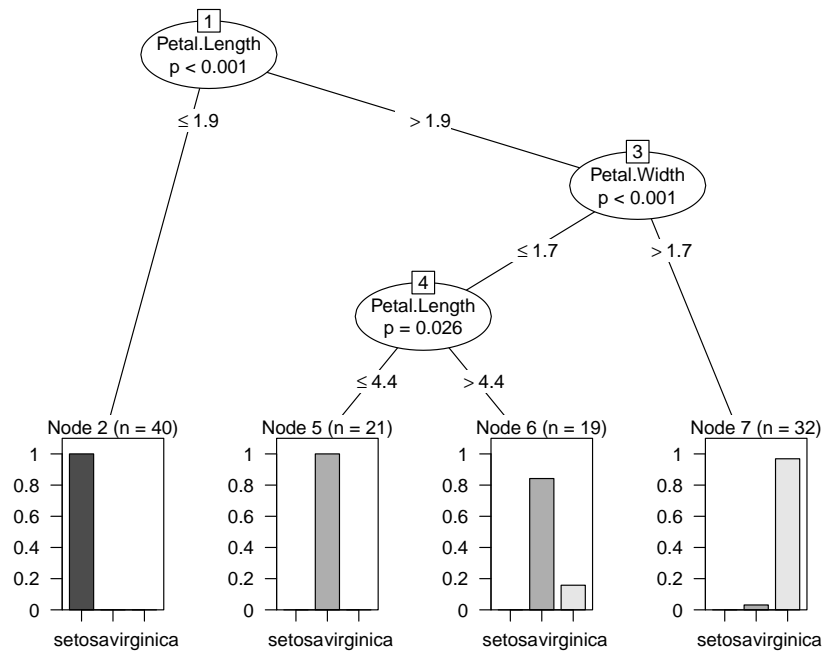 1
Petal.Length
p < 0.001
≤ 1.9
> 1.9
3
Petal.Width
p < 0.001
≤ 1.7
> 1.7
4
Petal.Length
p = 0.026
≤ 4.4
> 4.4
Node 2 (n = 40)
1
0.8
0.6
0.4
0.2
0
setosavirginica
Node 5 (n = 21)
1
0.8
0.6
0.4
0.2
0
setosavirginica
Node 6 (n = 19)
1
0.8
0.6
0.4
0.2
0
setosavirginica
Node 7 (n = 32)
1
0.8
0.6
0.4
0.2
0
setosavirginica